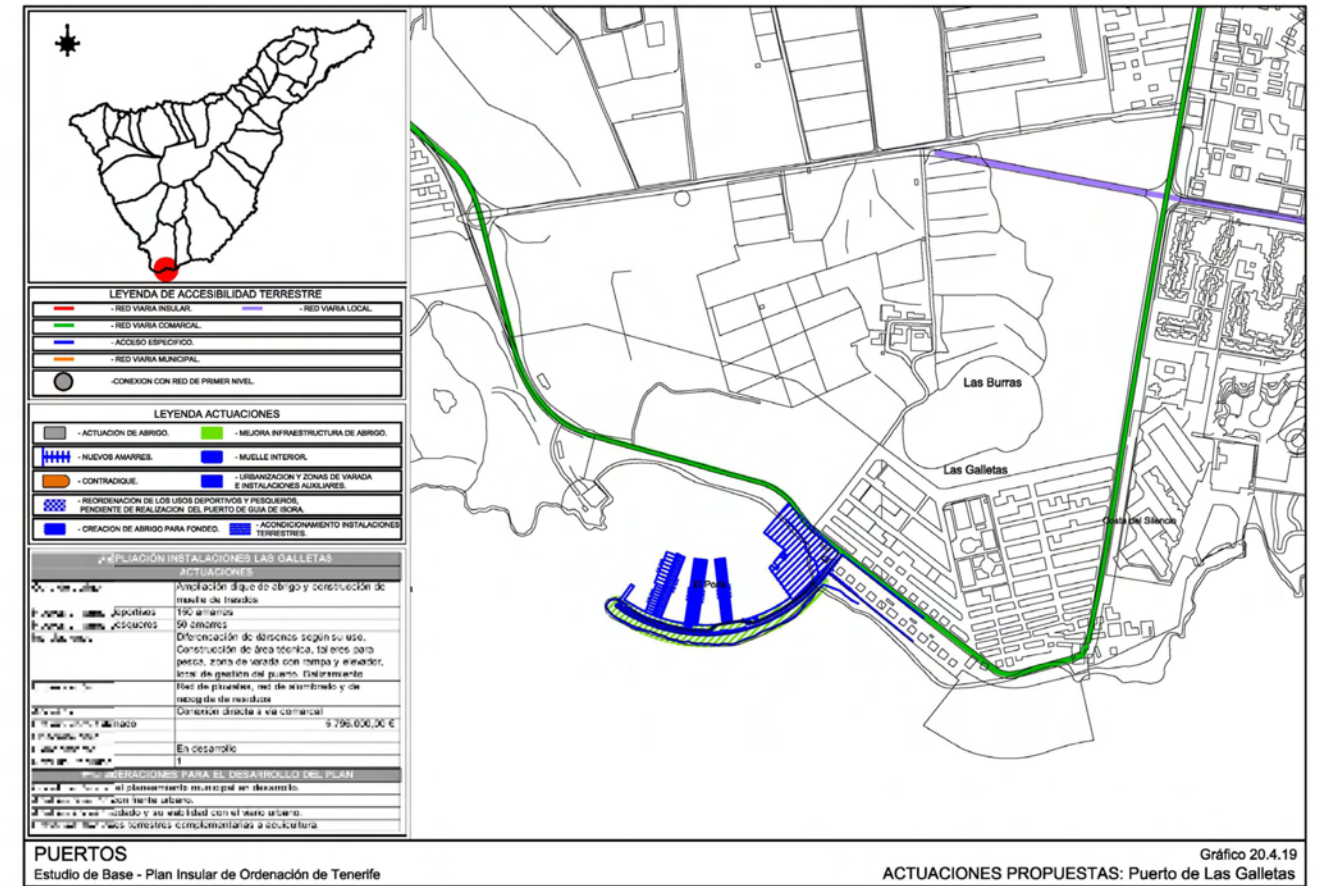 LEYENDA DE ACCESIBILIDAD TERRESTRE
- RED VIARIA INSULAR. - RED VIARIA LOCAL.
- RED VIARIA COMARCAL.
- ACCESO ESPECIFICO.
- RED VIARIA MUNICIPAL.
-CONEXION CON RED DE PRIMER NIVEL.
LEYENDA ACTUACIONES
- ACTUACION DE ABRIGO. - MEJORA INFRAESTRUCTURA DE ABRIGO.
- NUEVOS AMARRES. - MUELLE INTERIOR.
- CONTRADIQUE. - URBANIZACION Y ZONAS DE VARADA
E INSTALACIONES AUXILIARES.
- REORDENACION DE LOS USOS DEPORTIVOS Y PESQUEROS,
PENDIENTE DE REALIZACION DEL PUERTO DE GUIA DE ISORA.
- CREACION DE ABRIGO PARA FONDEO. - ACONDICIONAMIENTO INSTALACIONES
TERRESTRES.
INSTALACIONES LAS GALLETAS
ACTUACIONES
Ampliación dique de abrigo y construcción de
muelle de trasdós
deportivos
amarres
pesqueros 50 amarres
Diferenciación de dársenas según su uso.
Construcción de área técnica, talleres para
pesca, zona de varada con rampa y elevador,
local de gestión del puerto. Balizamiento
Red de pluviales, red de alumbrado y de
recogida de residuos
Conexión directa a vía comarcal
6.796.000,00 €
En desarrollo
1
PARA EL DESARROLLO DEL PLAN
el planeamiento municipal en desarrollo.
con frente urbano.
y su viabilidad con el viario urbano.
terrestres complementarias a acuicultura.
Las Burras
Las Galletas
Costa del Silencio
PUERTOS
Estudio de Base - Plan Insular de Ordenación de Tenerife
Gráfico 20.4.19
ACTUACIONES PROPUESTAS: Puerto de Las Galletas